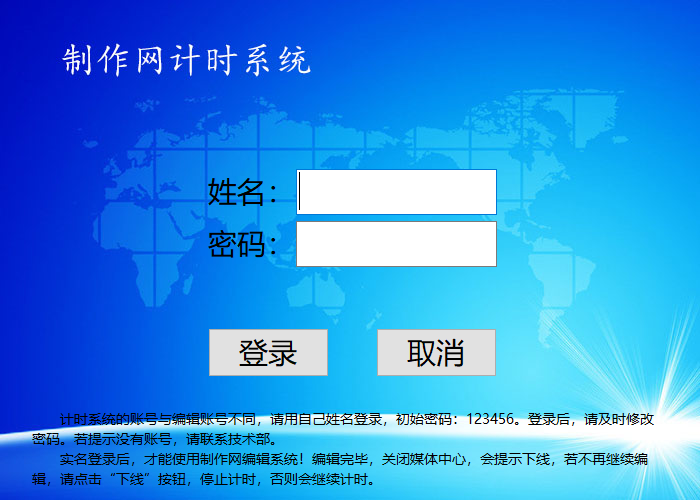 制作网计时系统
姓名：
密码：
登录 取消
计时系统的账号与编辑账号不同，请用自己姓名登录，初始密码：123456。登录后，请及时修改
密码。若提示没有账号，请联系技术部。
实名登录后，才能使用制作网编辑系统！编辑完毕，关闭媒体中心，会提示下线，若不再继续编
辑，请点击“下线”按钮，停止计时，否则会继续计时。